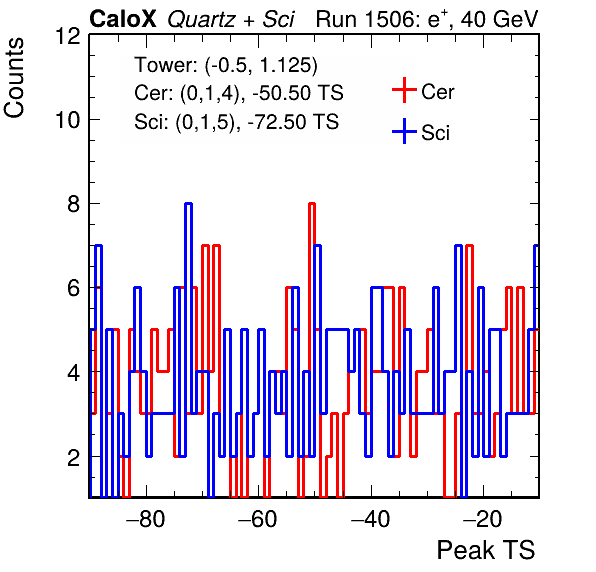 CaloX Quartz + Sci Run 1506: e+, 40 GeV
Counts
12
10
8
6
4
2
Tower: (-0.5, 1.125)
Cer: (0,1,4), -50.50 TS
Sci: (0,1,5), -72.50 TS
Cer
Sci
−80 −60 −40 −20
Peak TS